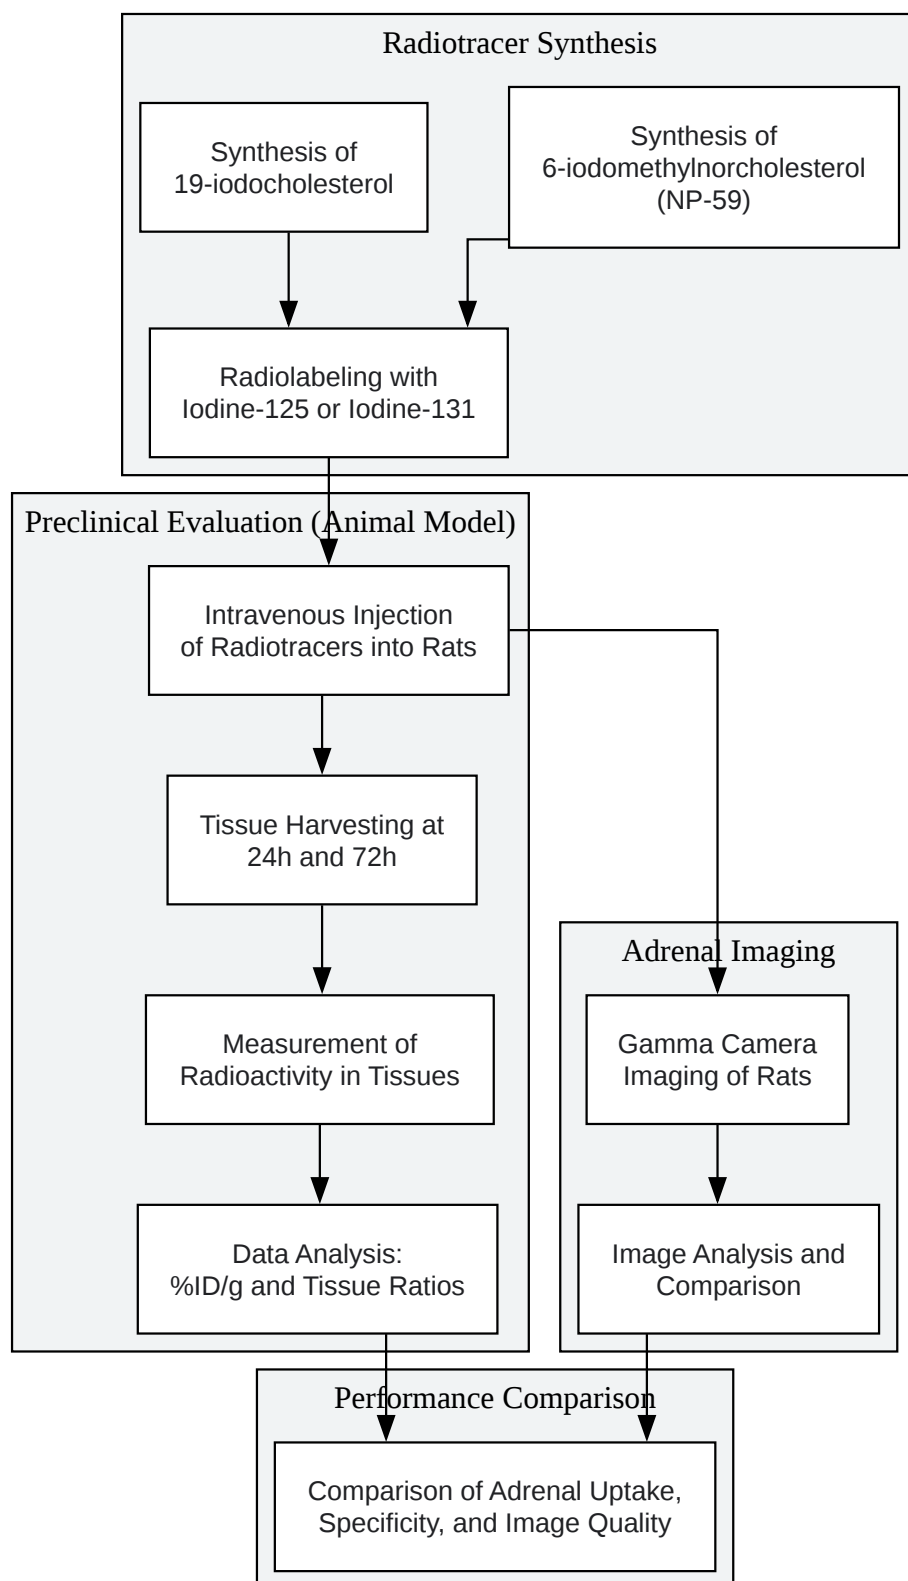 Radiotracer Synthesis
Synthesis of
19-iodocholesterol
Synthesis of
6-iodomethylnorcholesterol
(NP-59)
Radiolabeling with
Iodine-125 or Iodine-131
Preclinical Evaluation (Animal Model)
Intravenous Injection
of Radiotracers into Rats
Tissue Harvesting at
24h and 72h
Adrenal Imaging
Measurement of
Radioactivity in Tissues
Gamma Camera
Imaging of Rats
Data Analysis:
%ID/g and Tissue Ratios
Image Analysis and
Comparison
Performance Comparison
Comparison of Adrenal Uptake,
Specificity, and Image Quality